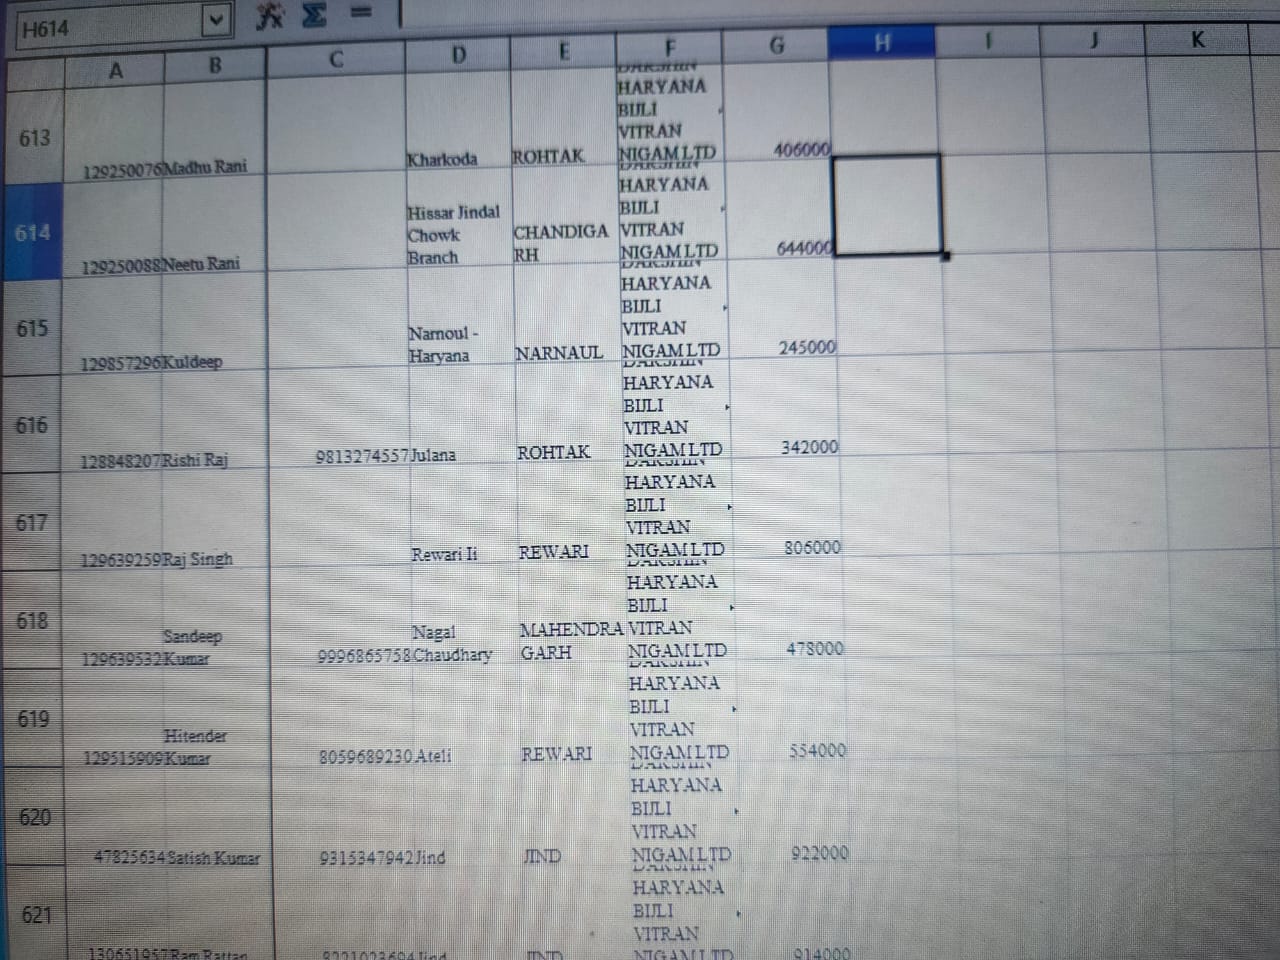 H614
A B C D E F G H I J K
613 129250076 Madhu Rani Kharkoda ROHTAK DAKSHIN HARYANA BIJLI VITRAN NIGAM LTD 406000
614 129250088 Neetu Rani Hissar Jindal Chowk Branch CHANDIGARH DAKSHIN HARYANA BIJLI VITRAN NIGAM LTD 644000
615 129857296 Kuldeep Narnoul - Haryana NARNAUL DAKSHIN HARYANA BIJLI VITRAN NIGAM LTD 245000
616 128848207 Rishi Raj 9813274557 Julana ROHTAK DAKSHIN HARYANA BIJLI VITRAN NIGAM LTD 342000
617 129639259 Raj Singh Rewari Ii REWARI DAKSHIN HARYANA BIJLI VITRAN NIGAM LTD 806000
618 129639532 Sandeep Kumar 9996865758 Nagal Chaudhary MAHENDRAGARH DAKSHIN HARYANA BIJLI VITRAN NIGAM LTD 478000
619 129515909 Hitender Kumar 8059689230 Ateli REWARI DAKSHIN HARYANA BIJLI VITRAN NIGAM LTD 554000
620 47825634 Satish Kumar 9315347942 Jind JIND DAKSHIN HARYANA BIJLI VITRAN NIGAM LTD 922000
621 Ram Rattan Jind JIND DAKSHIN HARYANA BIJLI VITRAN NIGAM LTD 914000